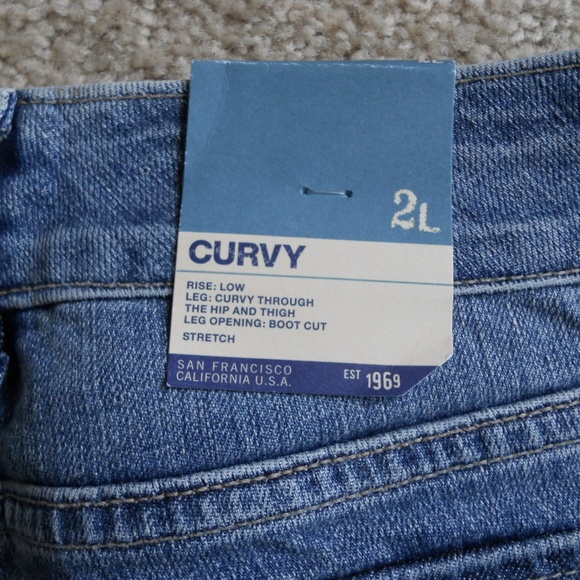 2L
CURVY
RISE: LOW
LEG: CURVY THROUGH
THE HIP AND THIGH
LEG OPENING: BOOT CUT
STRETCH
SAN FRANCISCO
CALIFORNIA U.S.A.
EST 1969